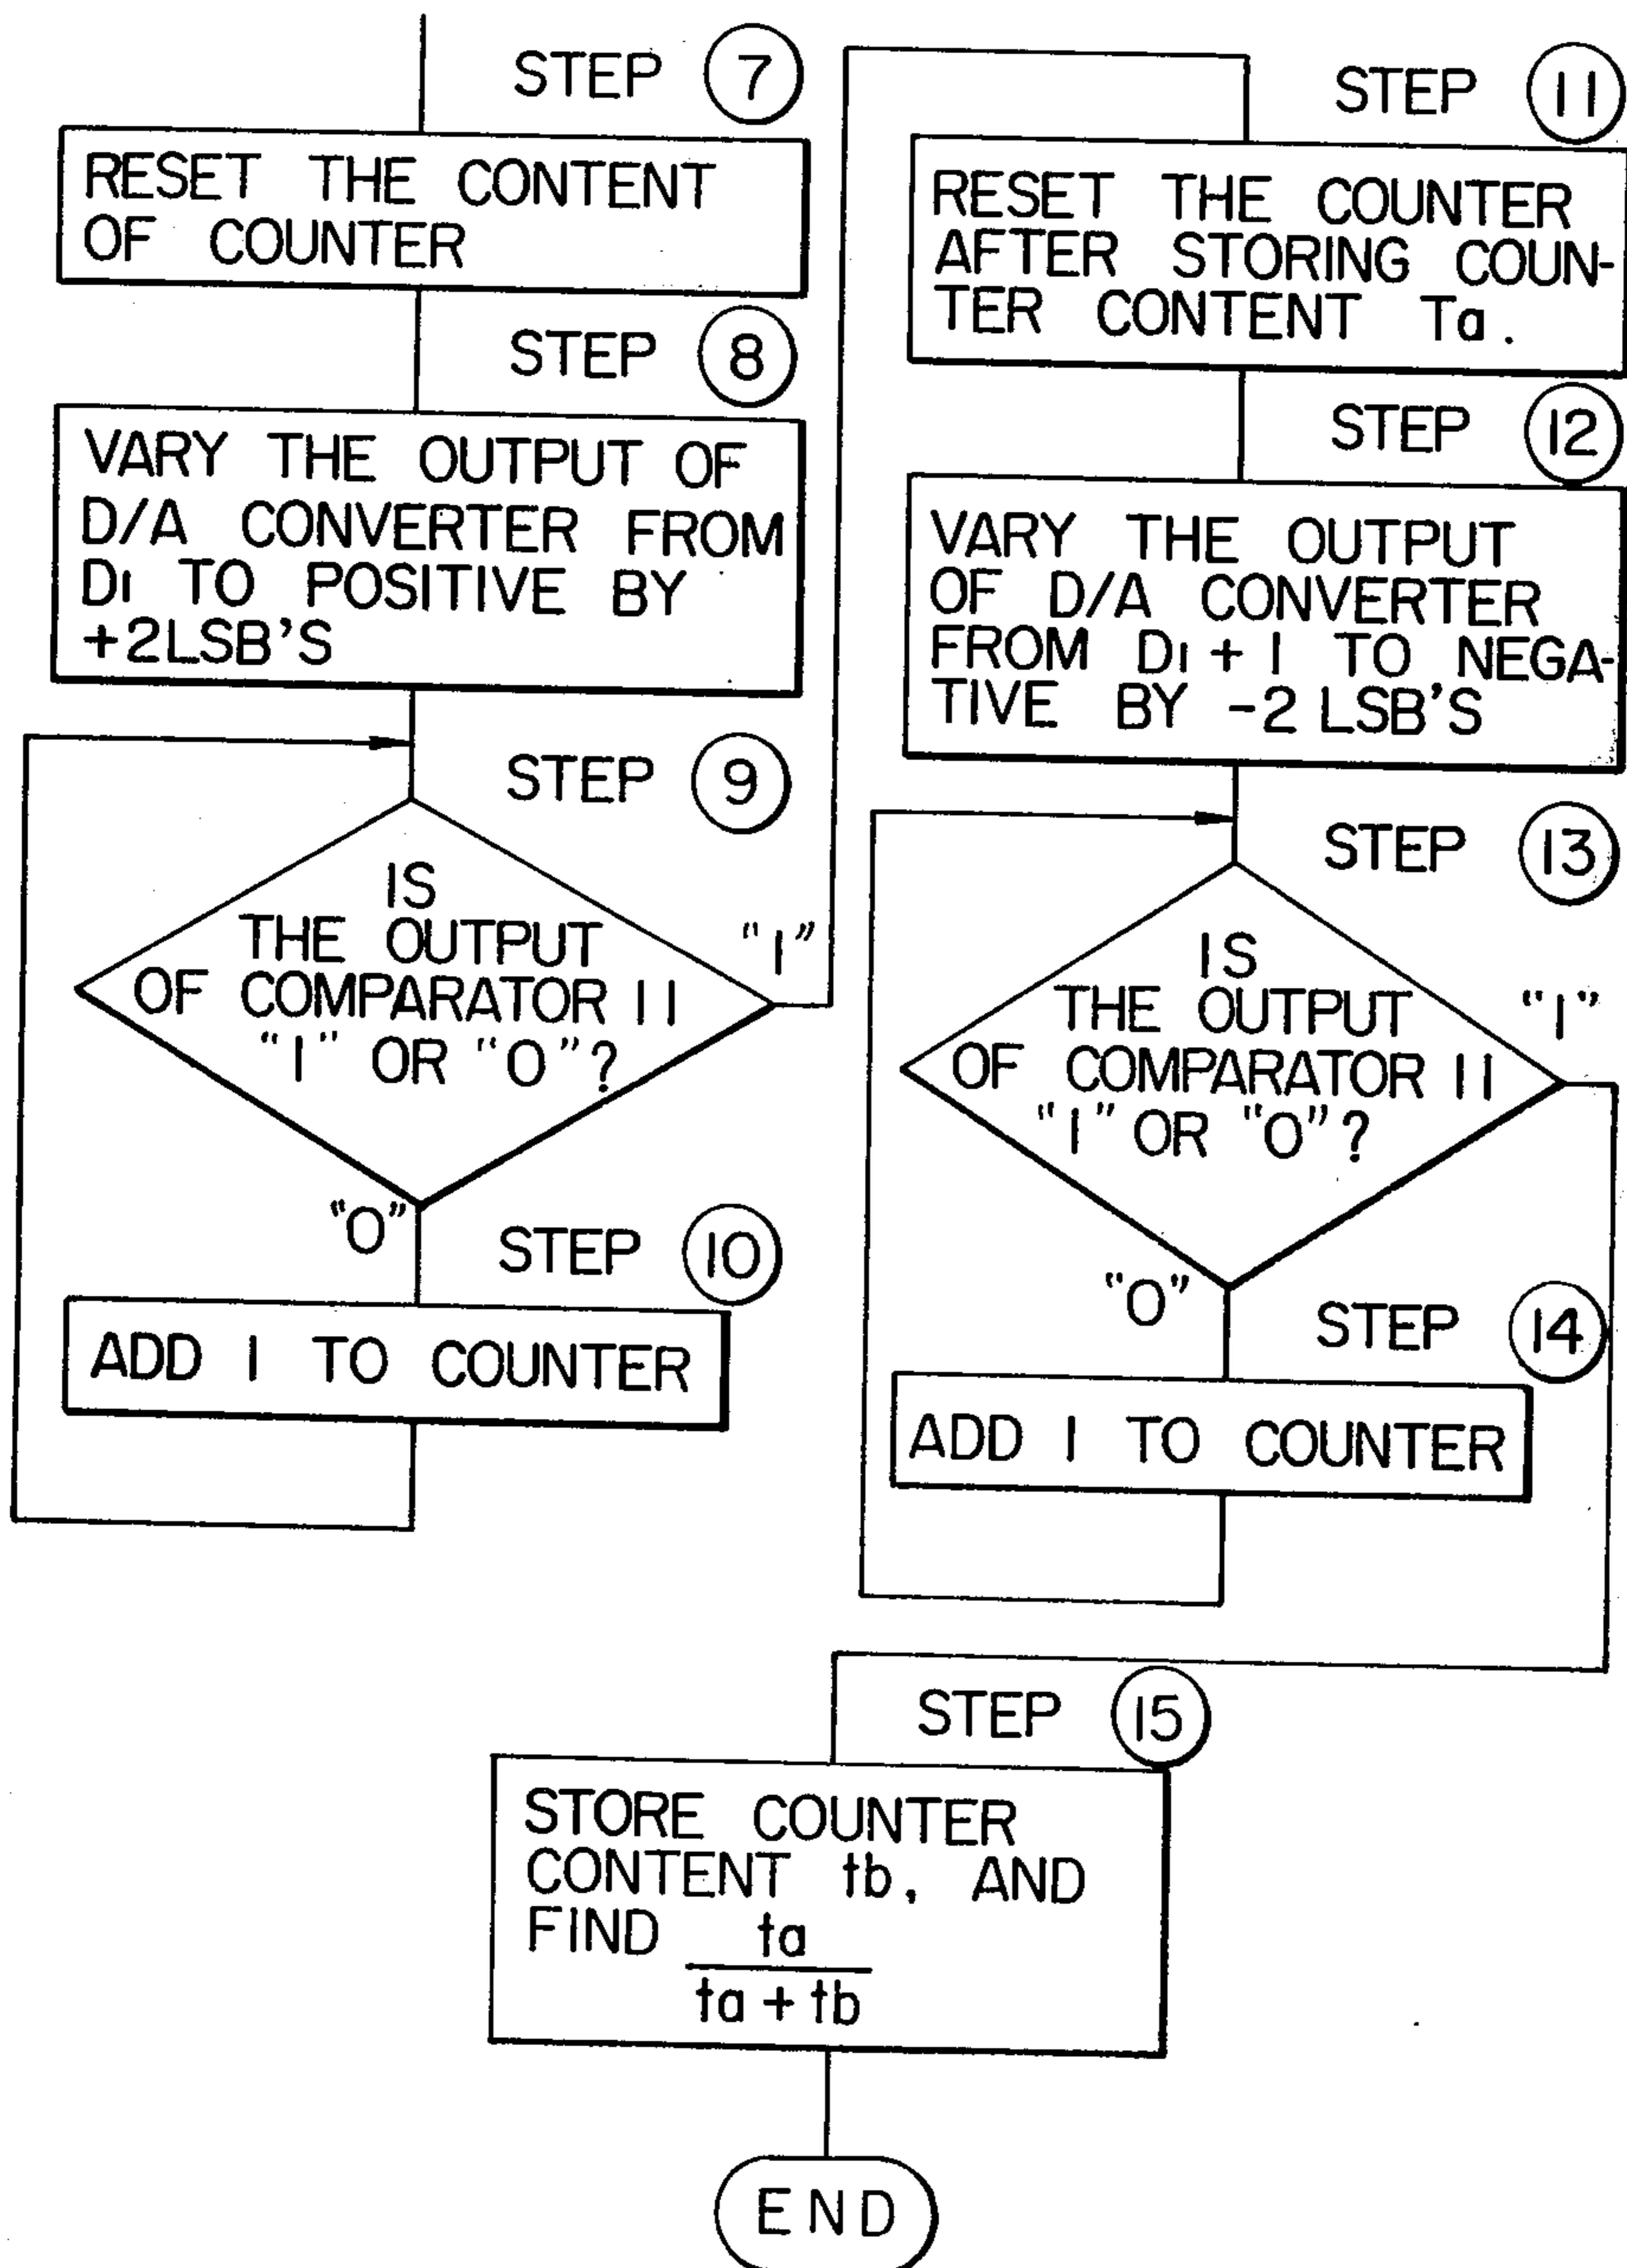 STEP 7
RESET THE CONTENT
OF COUNTER
STEP 8
VARY THE OUTPUT OF
D/A CONVERTER FROM
D1 TO POSITIVE BY
+2LSB'S
STEP 9
IS
THE OUTPUT
OF COMPARATOR 11
"1" OR "0"?
"1"
"0"
STEP 10
ADD 1 TO COUNTER
STEP 11
RESET THE COUNTER
AFTER STORING COUN-
TER CONTENT Ta.
STEP 12
VARY THE OUTPUT
OF D/A CONVERTER
FROM D1 + 1 TO NEGA-
TIVE BY -2 LSB'S
STEP 13
IS
THE OUTPUT
OF COMPARATOR 11
"1" OR "0"?
"1"
"0"
STEP 14
ADD 1 TO COUNTER
STEP 15
STORE COUNTER
CONTENT tb, AND
FIND ta
ta + tb
END